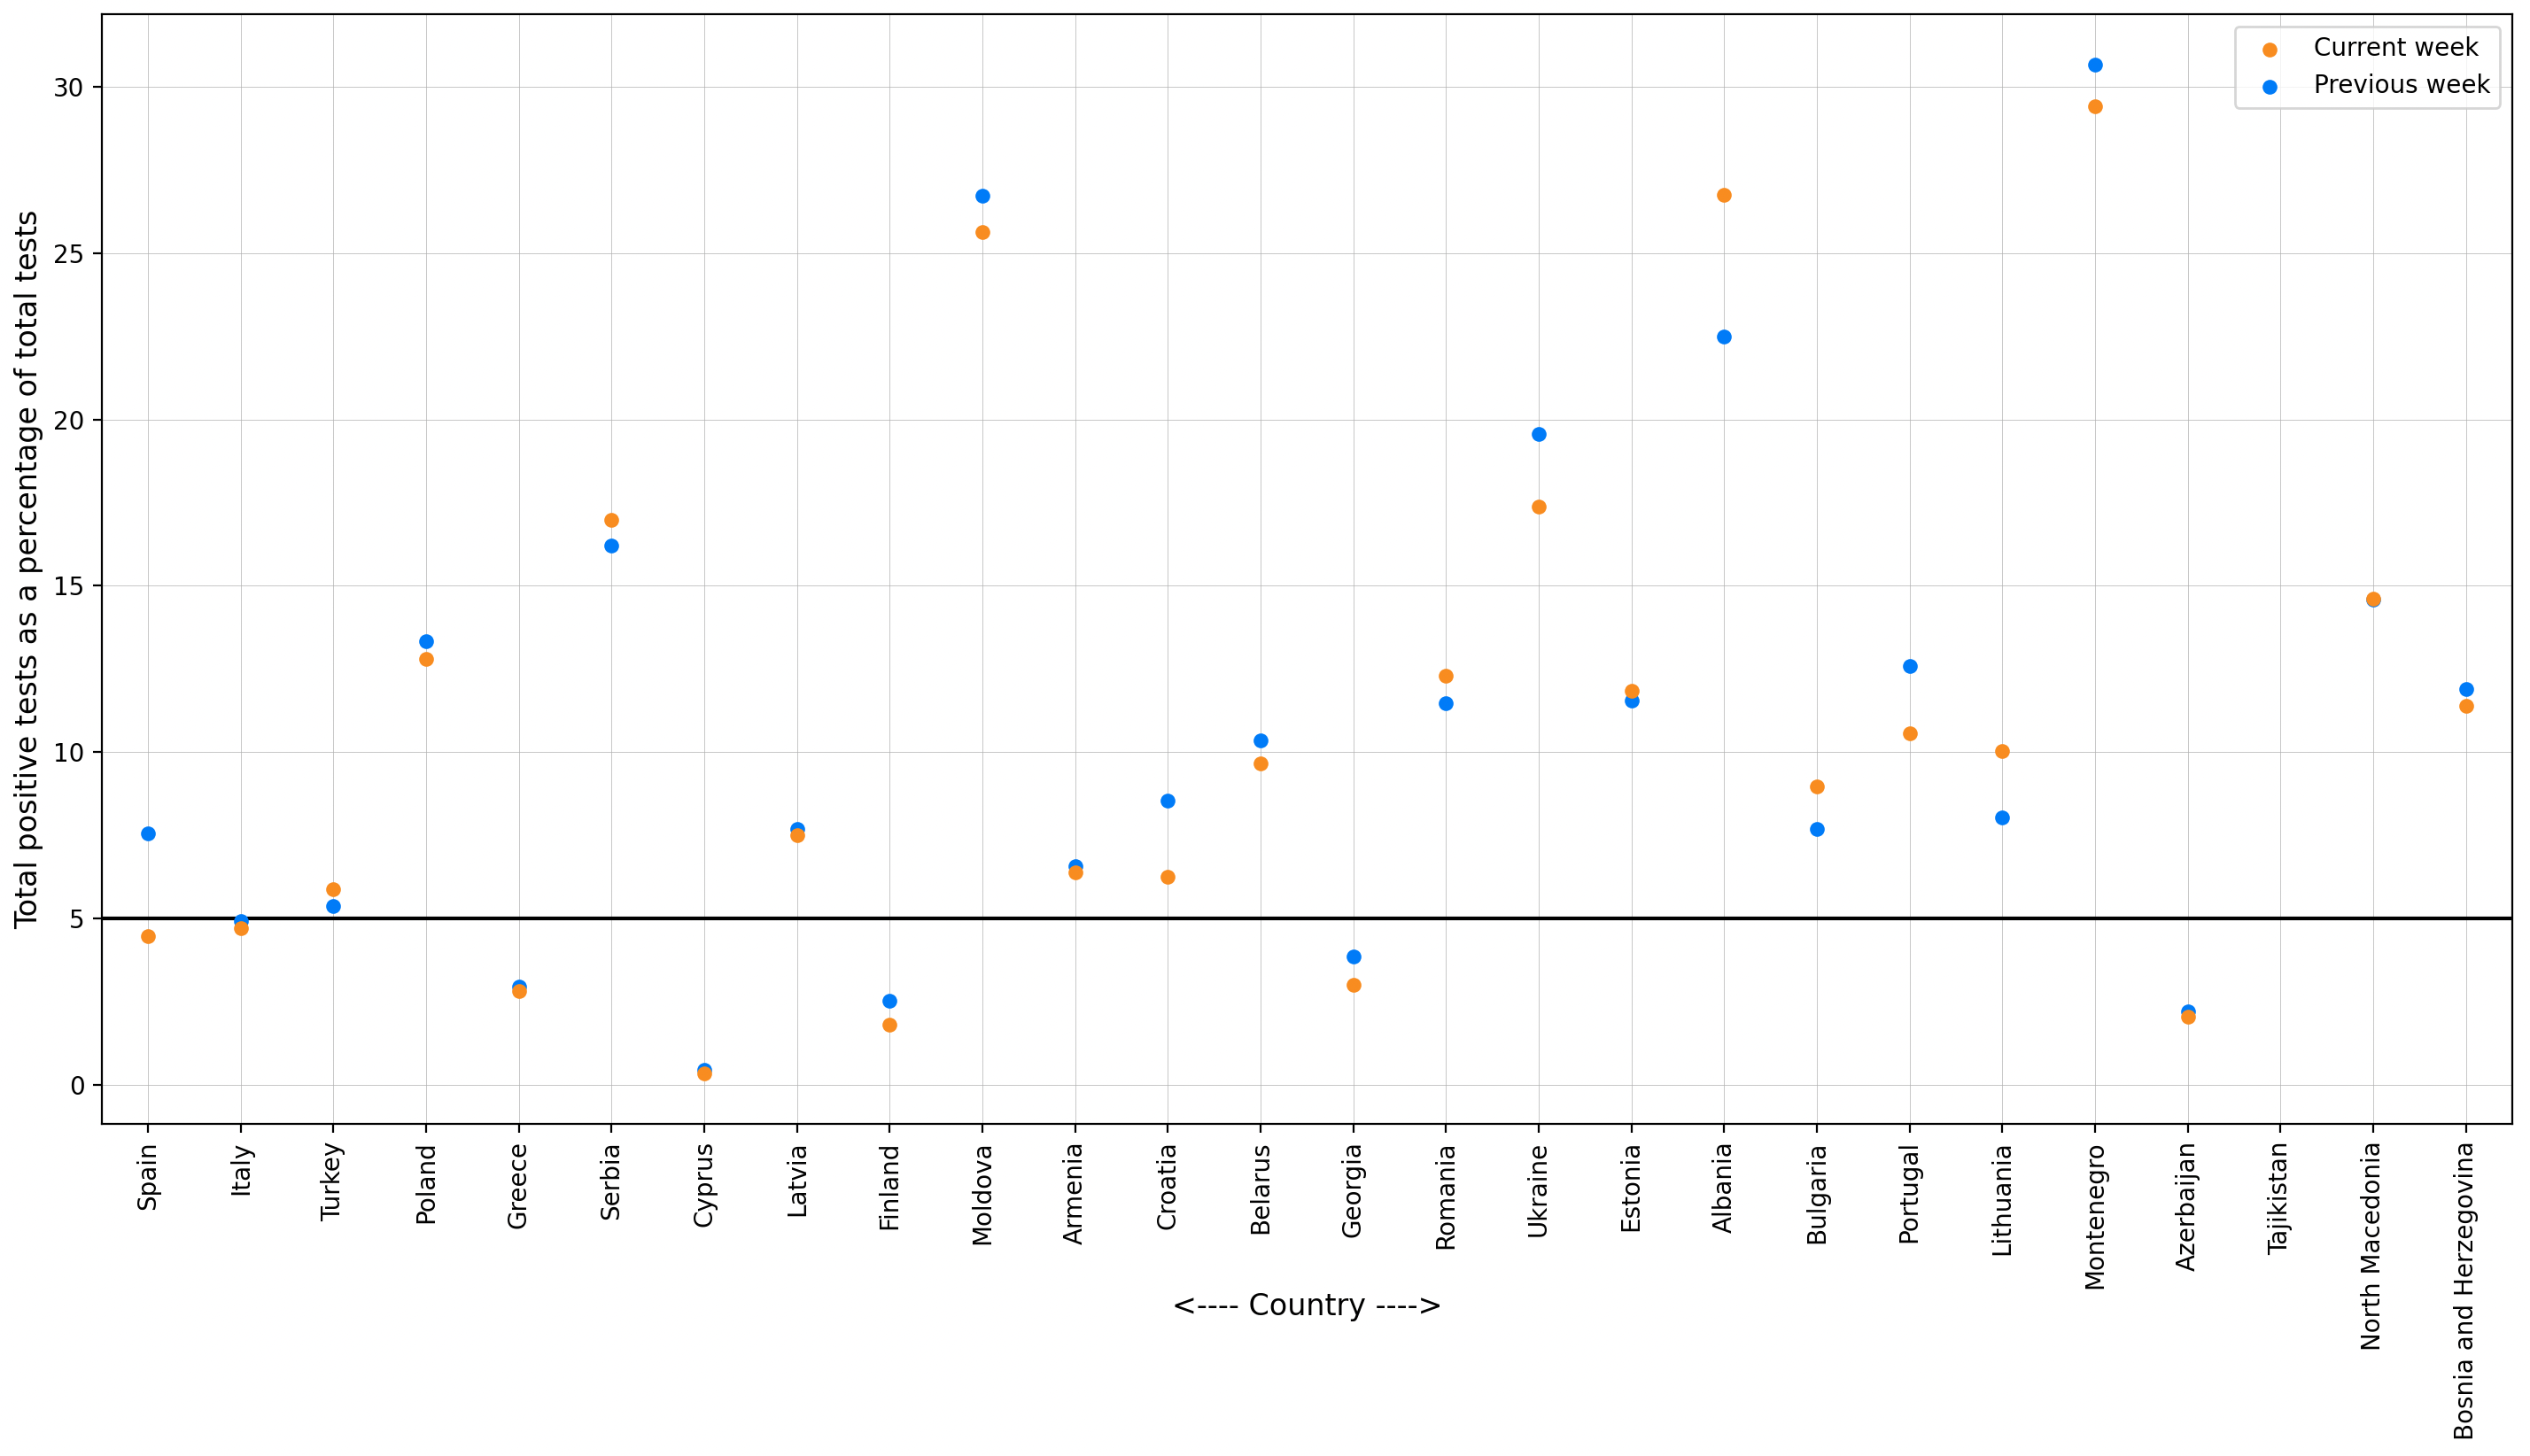 Current week
Previous week
Total positive tests as a percentage of total tests
30
25
20
15
10
5
0
Spain
Italy
Turkey
Poland
Greece
Serbia
Cyprus
Latvia
Finland
Moldova
Armenia
Croatia
Belarus
Georgia
Romania
Ukraine
Estonia
Albania
Bulgaria
Portugal
Lithuania
Montenegro
Azerbaijan
Tajikistan
North Macedonia
Bosnia and Herzegovina
<---- Country ---->